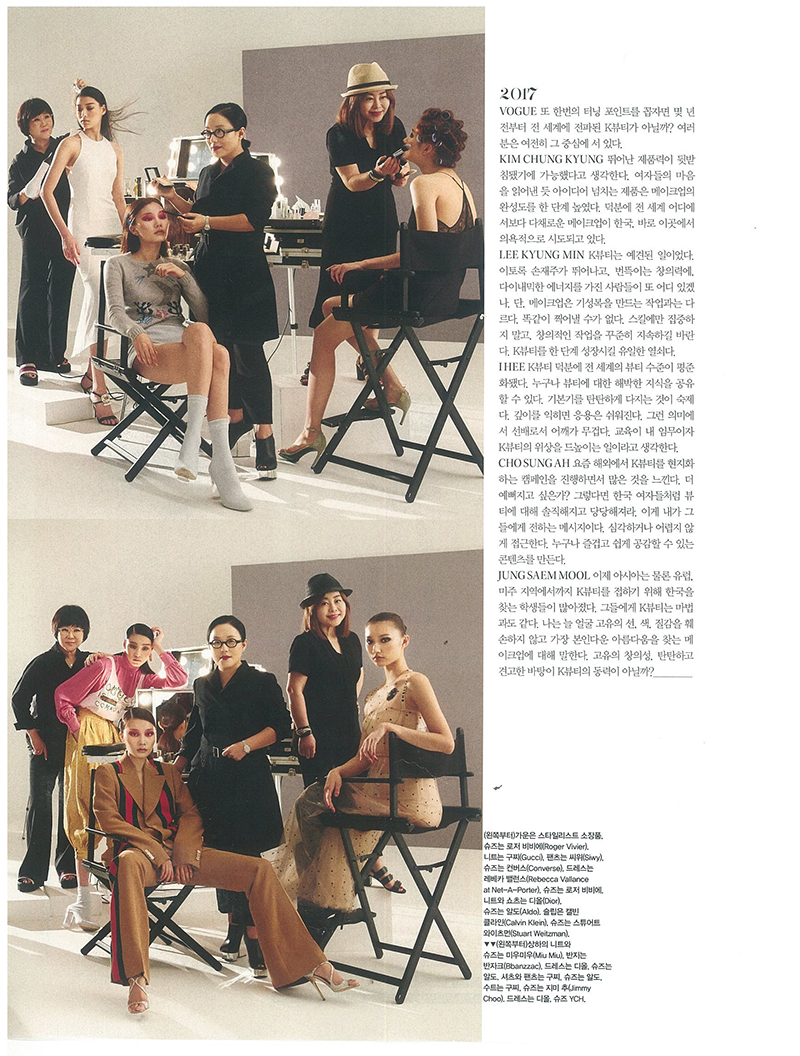 2017
VOGUE 또 한번의 터닝 포인트를 꼽자면 몇 년
전부터 전 세계에 전파된 K뷰티가 아닐까? 여러
분은 여전히 그 중심에 서 있다.
KIM CHUNG KYUNG 뛰어난 제품력이 뒷받
침됐기에 가능했다고 생각한다. 여자들의 마음
을 읽어낸 듯 아이디어 넘치는 제품은 메이크업의
완성도를 한 단계 높였다. 덕분에 전 세계 어디에
서보다 다채로운 메이크업이 한국, 바로 이곳에서
의욕적으로 시도되고 있다.
LEE KYUNG MIN K뷰티는 예견된 일이었다.
이토록 손재주가 뛰어나고, 번뜩이는 창의력에,
다이내믹한 에너지를 가진 사람들이 또 어디 있겠
나. 단, 메이크업은 기성복을 만드는 작업과는 다
르다. 똑같이 찍어낼 수가 없다. 스킬에만 집중하
지 말고, 창의적인 작업을 꾸준히 지속하길 바란
다. K뷰티를 한 단계 성장시킬 유일한 열쇠다.
I HEE K뷰티 덕분에 전 세계의 뷰티 수준이 평준
화됐다. 누구나 뷰티에 대한 해박한 지식을 공유
할 수 있다. 기본기를 탄탄하게 다지는 것이 숙제
다. 깊이를 익히면 응용은 쉬워진다. 그런 의미에
서 선배로서 어깨가 무겁다. 교육이 내 임무이자
K뷰티의 위상을 드높이는 일이라고 생각한다.
CHO SUNG AH 요즘 해외에서 K뷰티를 현지화
하는 캠페인을 진행하면서 많은 것을 느낀다. 더
예뻐지고 싶은가? 그렇다면 한국 여자들처럼 뷰
티에 대해 솔직해지고 당당해져라. 이게 내가 그
들에게 전하는 메시지이다. 심각하거나 어렵지 않
게 접근한다. 누구나 즐겁고 쉽게 공감할 수 있는
콘텐츠를 만든다.
JUNG SAEM MOOL 이제 아시아는 물론 유럽,
미주 지역에서까지 K뷰티를 접하기 위해 한국을
찾는 학생들이 많아졌다. 그들에게 K뷰티는 마법
과도 같다. 나는 늘 얼굴 고유의 선, 색, 질감을 훼
손하지 않고 가장 본인다운 아름다움을 찾는 메
이크업에 대해 말한다. 고유의 창의성, 탄탄하고
견고한 바탕이 K뷰티의 동력이 아닐까?
(왼쪽부터)가운은 스타일리스트 소장품,
슈즈는 로저 비비에(Roger Vivier),
니트는 구찌(Gucci), 팬츠는 씨위(Siwy),
슈즈는 컨버스(Converse), 드레스는
레베카 밸런스(Rebecca Vallance
at Net-A-Porter), 슈즈는 로저 비비에,
니트와 쇼츠는 디올(Dior),
슈즈는 알도(Aldo). 슬립은 캘빈
클라인(Calvin Klein), 슈즈는 스튜어트
와이츠먼(Stuart Weitzman).
▼▼(왼쪽부터)상하의 니트와
슈즈는 미우미우(Miu Miu), 반지는
반자크(Bbanzzac), 드레스는 디올, 슈즈는
알도, 셔츠와 팬츠는 구찌, 슈즈는 알도,
수트는 구찌, 슈즈는 지미 추(Jimmy
Choo). 드레스는 디올, 슈즈 YCH.